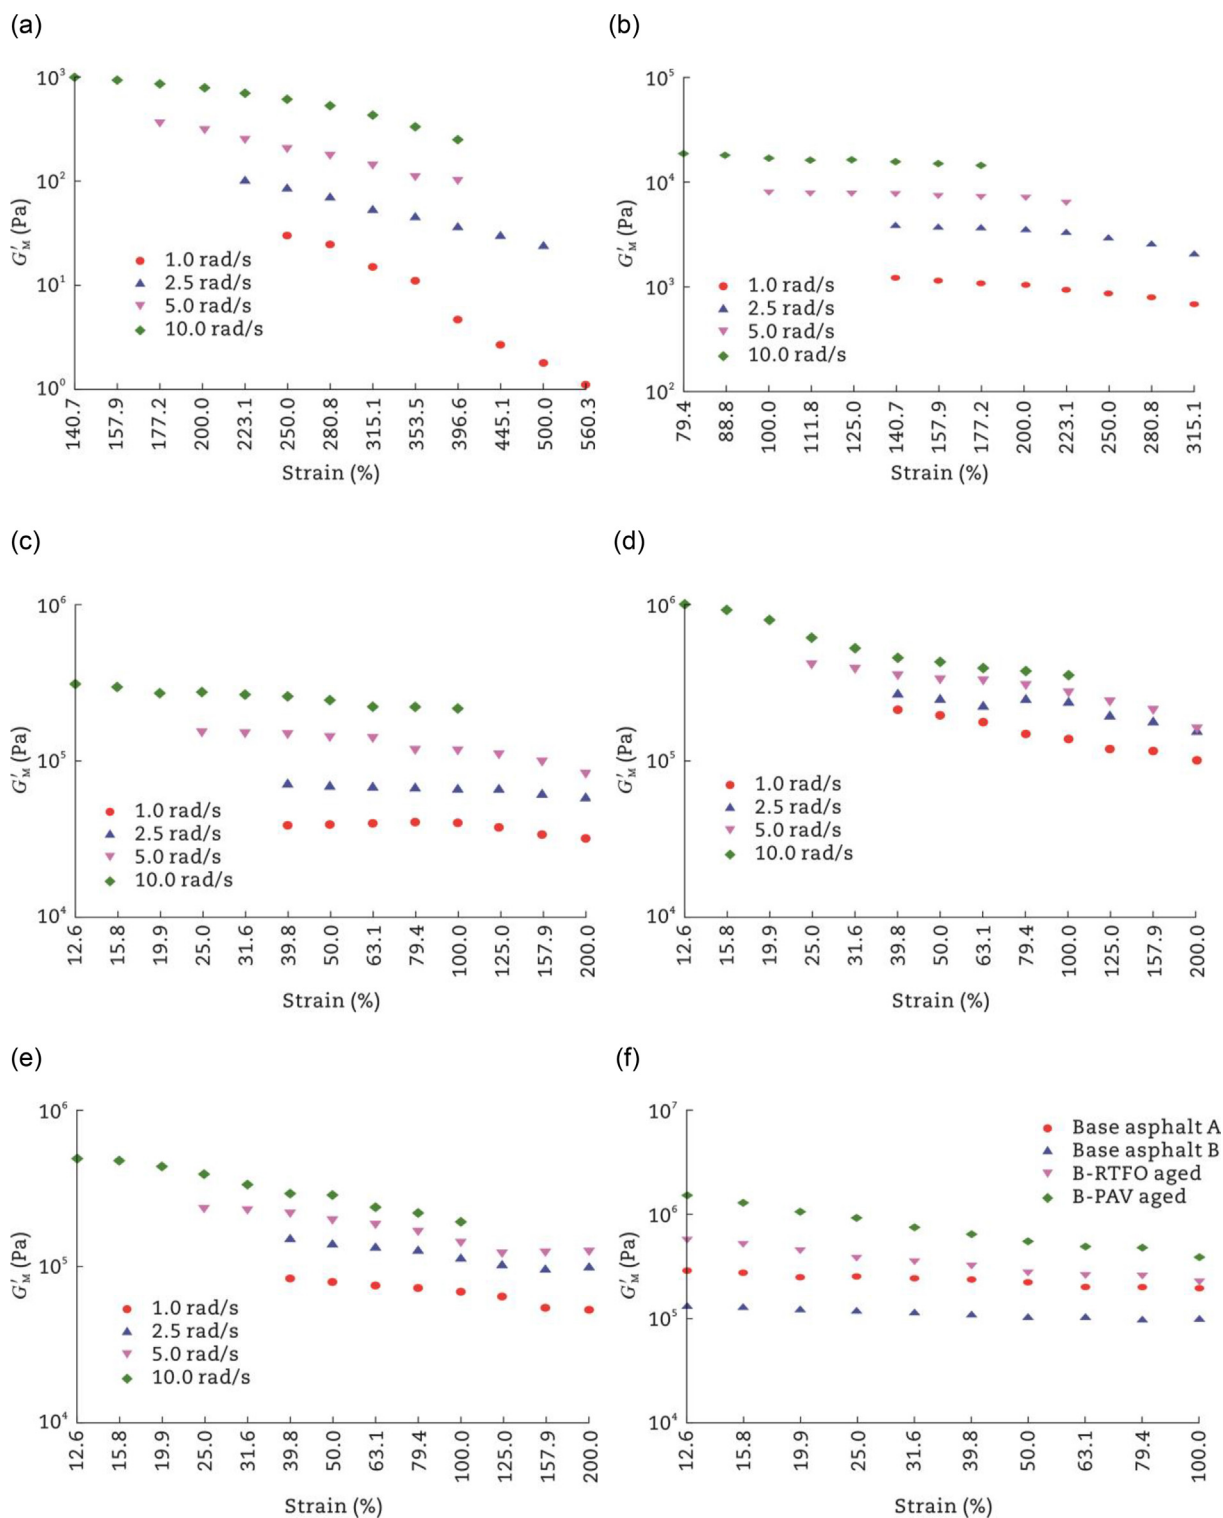 (a)
10³
10²
10¹
10⁰
G′M (Pa)
1.0 rad/s
2.5 rad/s
5.0 rad/s
10.0 rad/s
140.7
157.9
177.2
200.0
223.1
250.0
280.8
315.1
353.5
396.6
445.1
500.0
560.3
Strain (%)
(b)
10⁵
10⁴
10³
10²
G′M (Pa)
1.0 rad/s
2.5 rad/s
5.0 rad/s
10.0 rad/s
79.4
88.8
100.0
111.8
125.0
140.7
157.9
177.2
200.0
223.1
250.0
280.8
315.1
Strain (%)
(c)
10⁶
10⁵
10⁴
G′M (Pa)
1.0 rad/s
2.5 rad/s
5.0 rad/s
10.0 rad/s
12.6
15.8
19.9
25.0
31.6
39.8
50.0
63.1
79.4
100.0
125.0
157.9
200.0
Strain (%)
(d)
10⁶
10⁵
10⁴
G′M (Pa)
1.0 rad/s
2.5 rad/s
5.0 rad/s
10.0 rad/s
12.6
15.8
19.9
25.0
31.6
39.8
50.0
63.1
79.4
100.0
125.0
157.9
200.0
Strain (%)
(e)
10⁶
10⁵
10⁴
G′M (Pa)
1.0 rad/s
2.5 rad/s
5.0 rad/s
10.0 rad/s
12.6
15.8
19.9
25.0
31.6
39.8
50.0
63.1
79.4
100.0
125.0
157.9
200.0
Strain (%)
(f)
10⁷
10⁶
10⁵
10⁴
G′M (Pa)
Base asphalt A
Base asphalt B
B-RTFO aged
B-PAV aged
12.6
15.8
19.9
25.0
31.6
39.8
50.0
63.1
79.4
100.0
Strain (%)